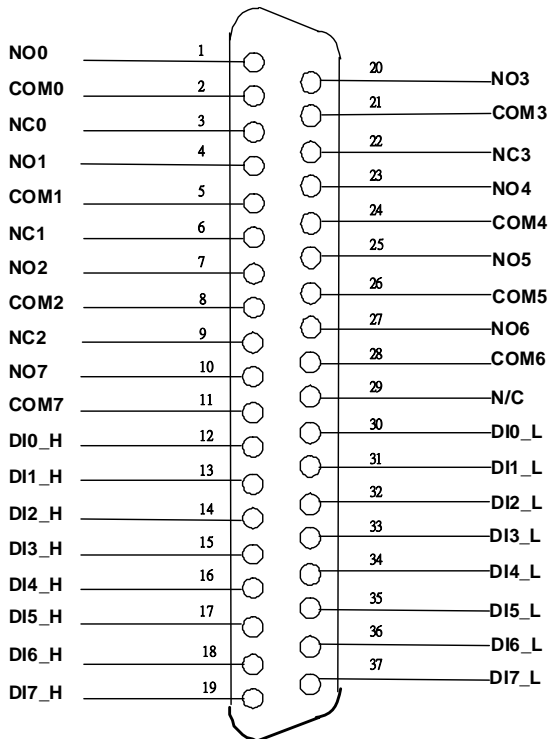 NO0 1
COM0 2
NC0 3
NO1 4
COM1 5
NC1 6
NO2 7
COM2 8
NC2 9
NO7 10
COM7 11
DI0_H 12
DI1_H 13
DI2_H 14
DI3_H 15
DI4_H 16
DI5_H 17
DI6_H 18
DI7_H 19
20 NO3
21 COM3
22 NC3
23 NO4
24 COM4
25 NO5
26 COM5
27 NO6
28 COM6
29 N/C
30 DI0_L
31 DI1_L
32 DI2_L
33 DI3_L
34 DI4_L
35 DI5_L
36 DI6_L
37 DI7_L